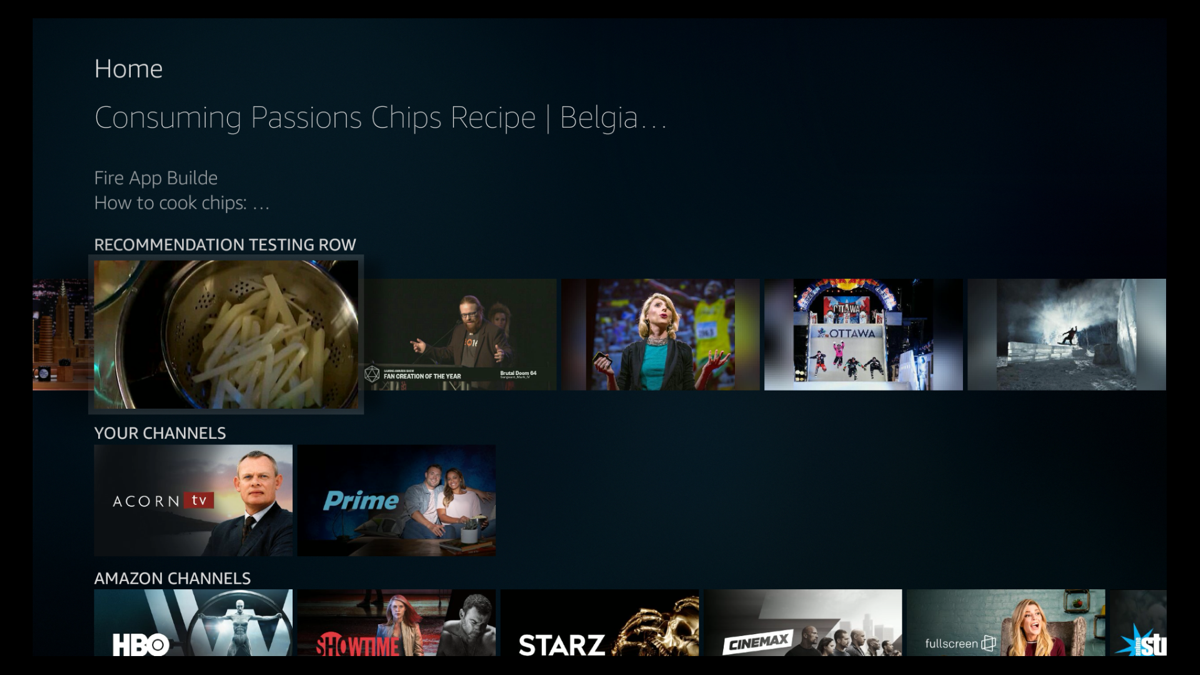 Home
Consuming Passions Chips Recipe | Belgia...
Fire App Builde
How to cook chips: ...
RECOMMENDATION TESTING ROW
FAN CREATION OF THE YEAR
Brutal Doom 64
OTTAWA
OTTAWA
YOUR CHANNELS
ACORN tv
Prime
AMAZON CHANNELS
HBO
SHOWTIME
STARZ
CINEMAX
fullscreen